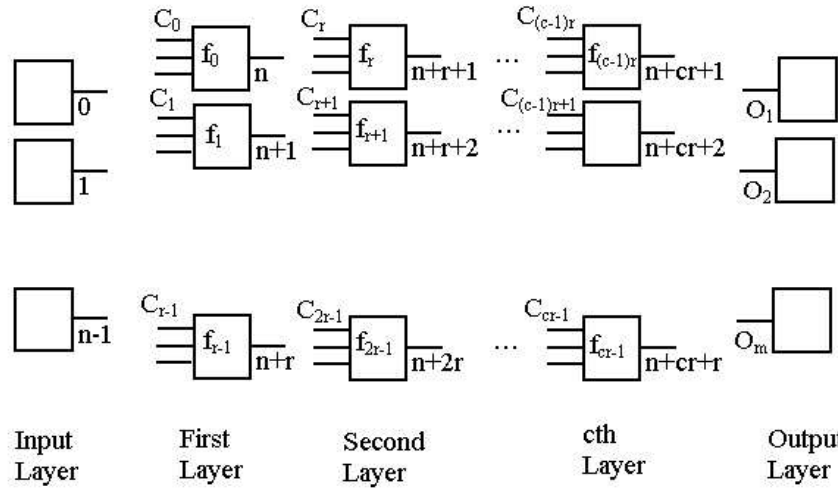 C₀ Cᵣ C₍c-1₎ᵣ
f₀ fᵣ f₍c-1₎ᵣ
n n+r+1 ... n+cr+1
0 O₁
C₁ Cᵣ₊₁ C₍c-1₎ᵣ₊₁
f₁ fᵣ₊₁ ...
n+1 n+r+2 n+cr+2
1 O₂
Cᵣ₋₁ C₂ᵣ₋₁ C_cr-1
fᵣ₋₁ f₂ᵣ₋₁ ... f_cr-1
n-1 n+r n+2r n+cr+r Oₘ
Input Layer
First Layer
Second Layer
cth Layer
Output Layer